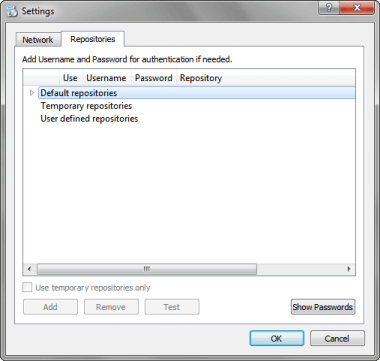 Settings
Network Repositories
Add Username and Password for authentication if needed.
Use Username Password Repository
Default repositories
Temporary repositories
User defined repositories
Use temporary repositories only
Add Remove Test Show Passwords
OK Cancel